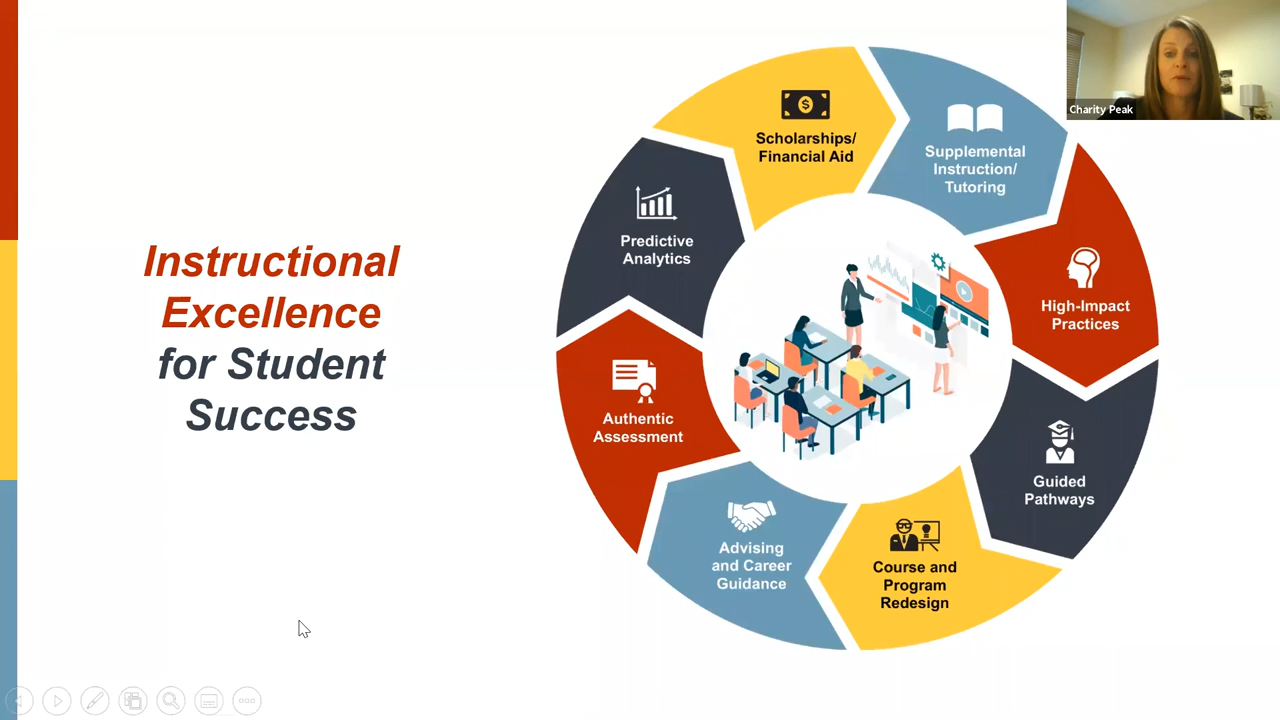 Instructional
Excellence
for Student
Success
Scholarships/
Financial Aid
Supplemental
Instruction/
Tutoring
High-Impact
Practices
Guided
Pathways
Course and
Program
Redesign
Advising
and Career
Guidance
Authentic
Assessment
Predictive
Analytics
Charity Peak